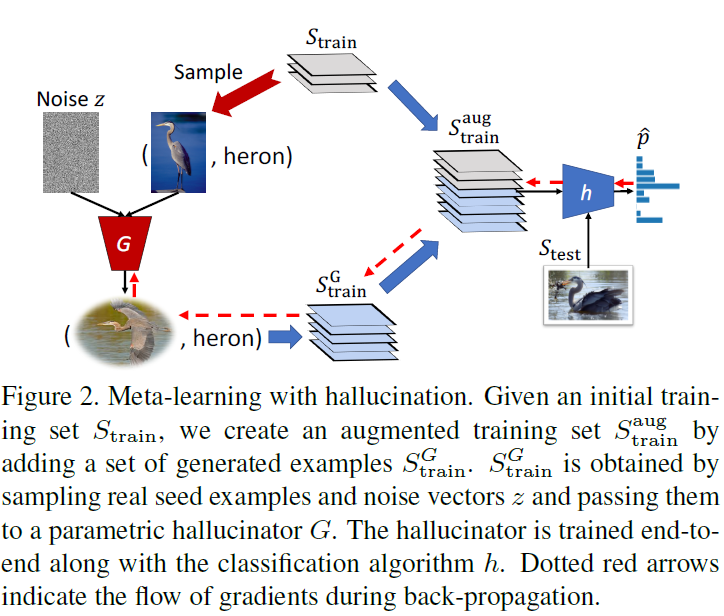 S_train
Sample
Noise z
( , heron)
S_train^aug
p̂
G
h
S_test
S_train^G
( , heron)
Figure 2. Meta-learning with hallucination. Given an initial train-
ing set S_train, we create an augmented training set S_train^aug by
adding a set of generated examples S_train^G. S_train^G is obtained by
sampling real seed examples and noise vectors z and passing them
to a parametric hallucinator G. The hallucinator is trained end-to-
end along with the classification algorithm h. Dotted red arrows
indicate the flow of gradients during back-propagation.